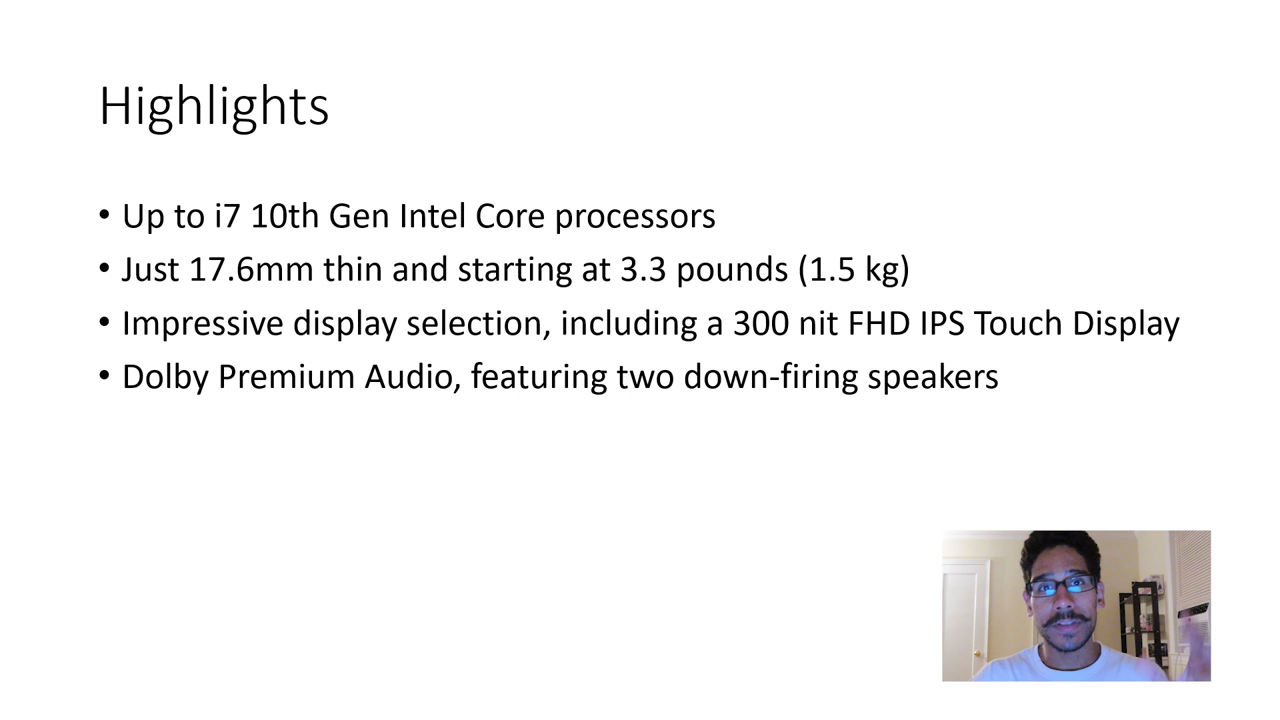 Highlights
• Up to i7 10th Gen Intel Core processors
• Just 17.6mm thin and starting at 3.3 pounds (1.5 kg)
• Impressive display selection, including a 300 nit FHD IPS Touch Display
• Dolby Premium Audio, featuring two down-firing speakers